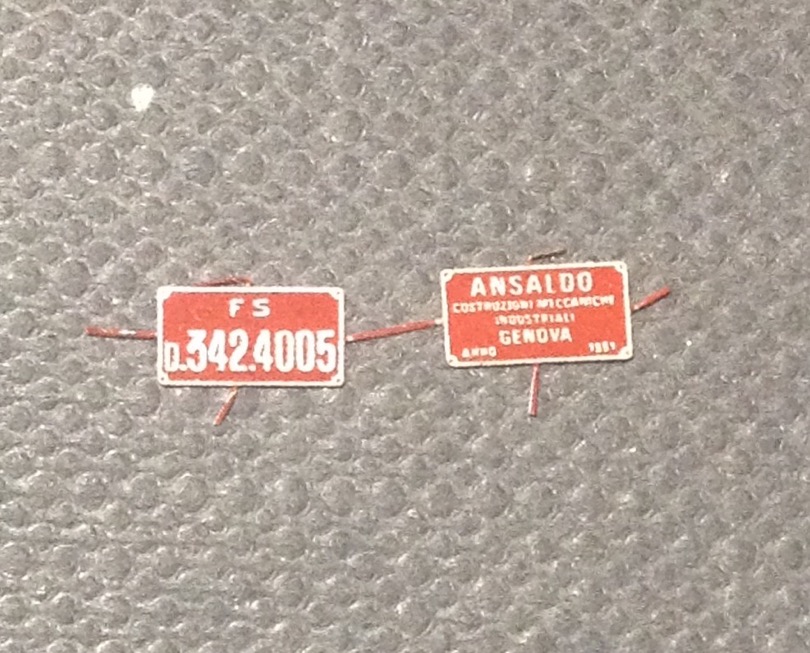 FS
D.342.4005
ANSALDO
COSTRUZIONI MECCANICHE
INDUSTRIALI
GENOVA
ANNO